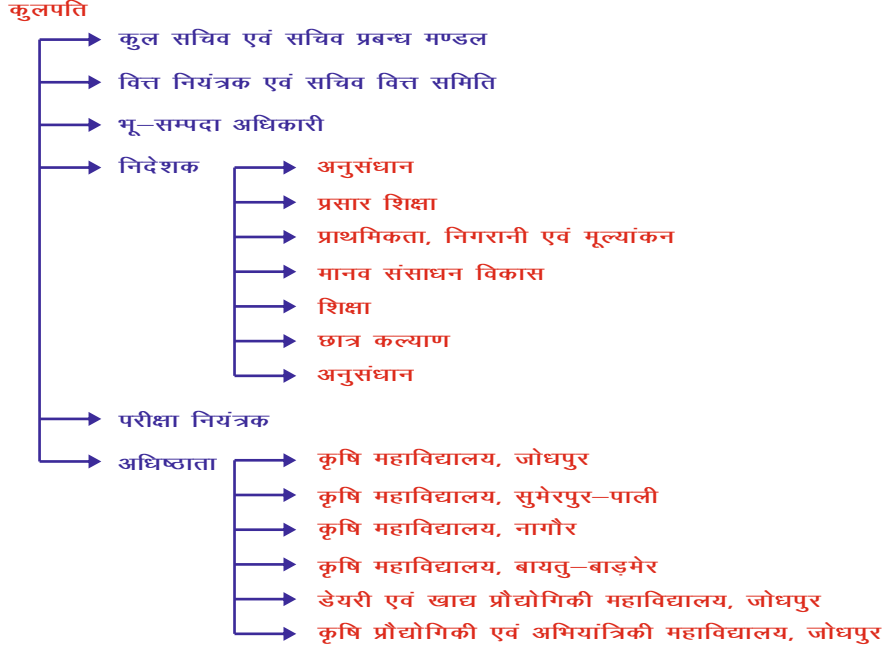 कुलपति
कुल सचिव एवं सचिव प्रबन्ध मण्डल
वित्त नियंत्रक एवं सचिव वित्त समिति
भू–सम्पदा अधिकारी
निदेशक
अनुसंधान
प्रसार शिक्षा
प्राथमिकता, निगरानी एवं मूल्यांकन
मानव संसाधन विकास
शिक्षा
छात्र कल्याण
अनुसंधान
परीक्षा नियंत्रक
अधिष्ठाता
कृषि महाविद्यालय, जोधपुर
कृषि महाविद्यालय, सुमेरपुर–पाली
कृषि महाविद्यालय, नागौर
कृषि महाविद्यालय, बायतु–बाड़मेर
डेयरी एवं खाद्य प्रौद्योगिकी महाविद्यालय, जोधपुर
कृषि प्रौद्योगिकी एवं अभियांत्रिकी महाविद्यालय, जोधपुर